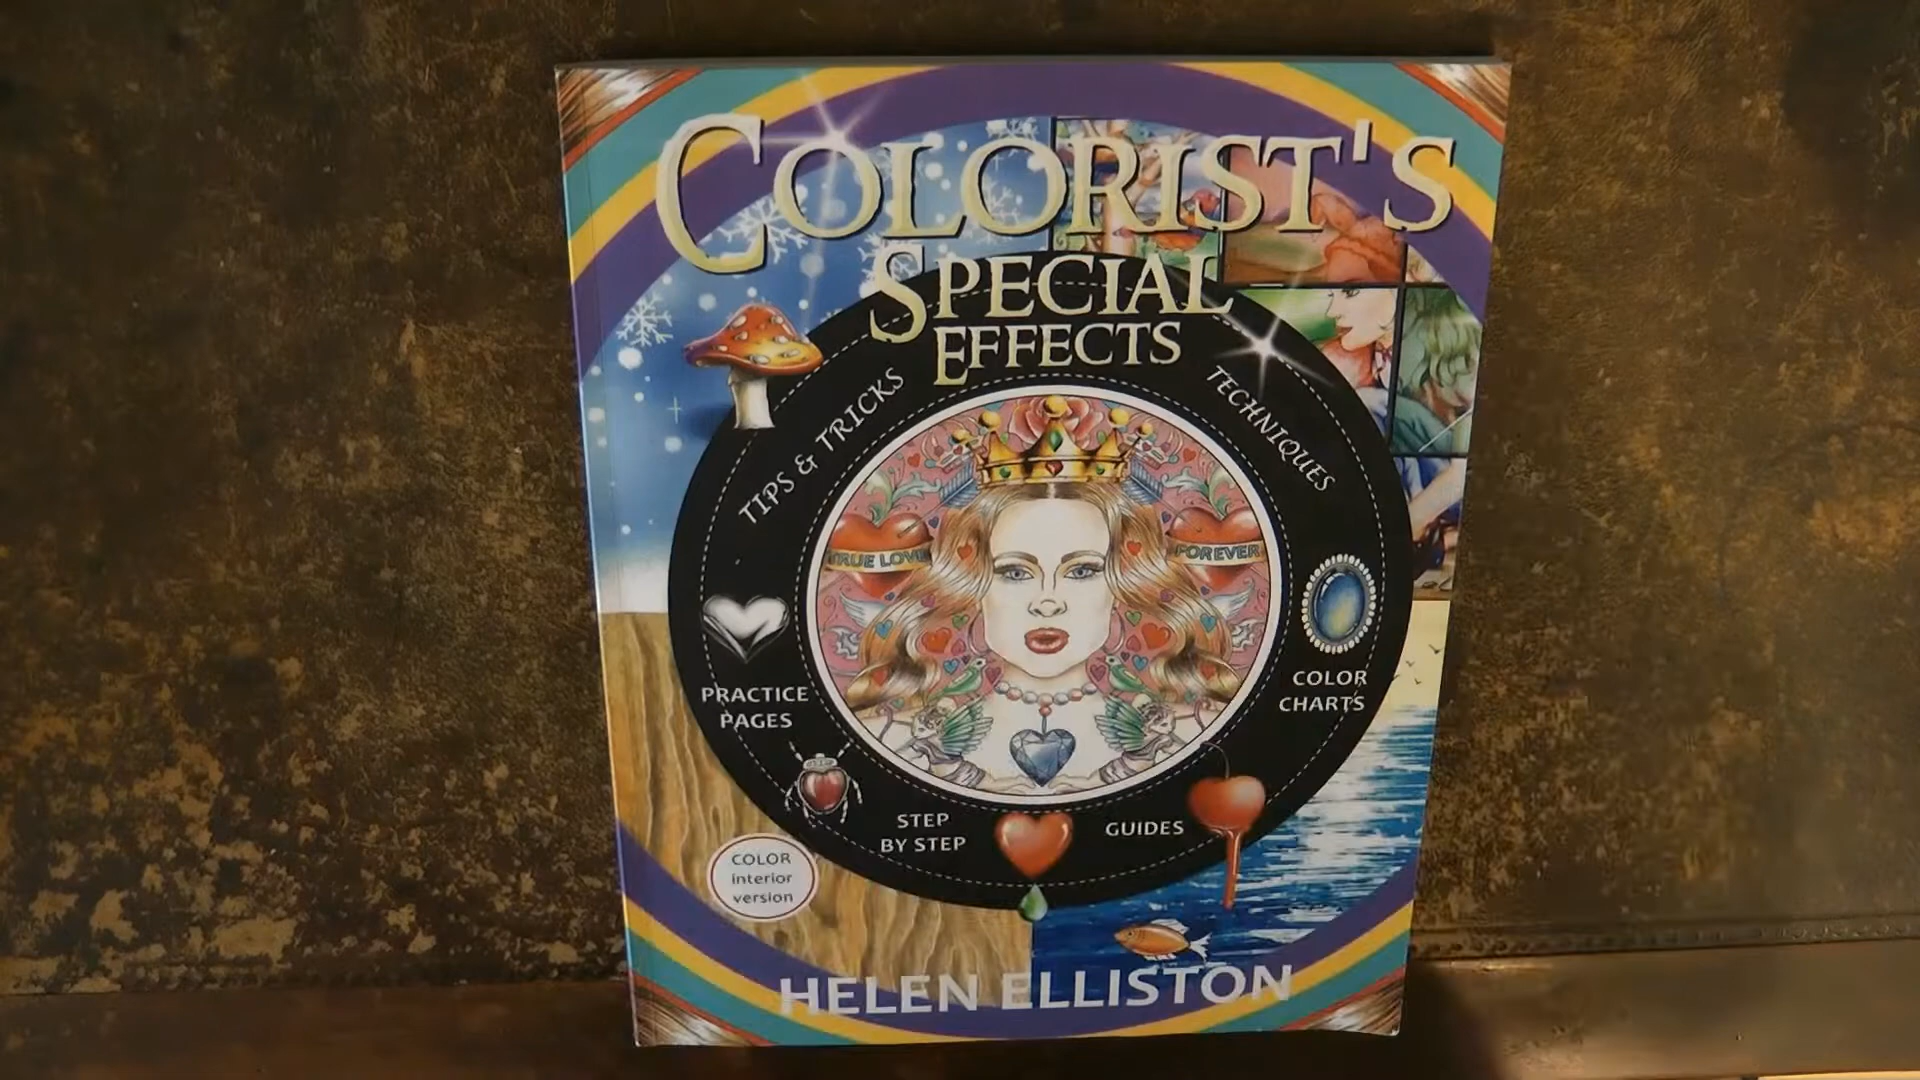 COLORIST'S
SPECIAL
EFFECTS
TIPS & TRICKS
TECHNIQUES
TRUE LOVE
FOREVER
PRACTICE
PAGES
COLOR
CHARTS
STEP
BY STEP
GUIDES
COLOR
interior
version
HELEN ELLISTON